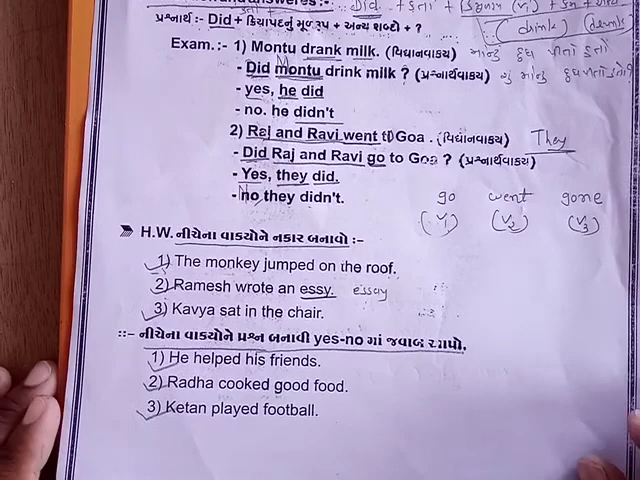 પ્રશ્નાર્થ :- Did + ક્રિયાપદનું મૂળ રૂપ + અન્ય શબ્દો + ?
(drink) (drank)
Exam. :- 1) Montu drank milk. (વિધાનવાક્ય) મોન્ટુ દૂધ પીતો હતો
- Did Montu drink milk ? (પ્રશ્નાર્થવાક્ય) શું મોન્ટુ દૂધ પીતો હતો?
- yes, he did
- no. he didn't
2) Raj and Ravi went to Goa . (વિધાનવાક્ય) They
- Did Raj and Ravi go to Goa ? (પ્રશ્નાર્થવાક્ય)
- Yes, they did.
- no they didn't. go went gone
(V1) (V2) (V3)
H.W. નીચેના વાક્યોને નકાર બનાવો :-
1) The monkey jumped on the roof.
2) Ramesh wrote an essy. essay
3) Kavya sat in the chair.
::- નીચેના વાક્યોને પ્રશ્ન બનાવી yes-no માં જવાબ આપો.
1) He helped his friends.
2) Radha cooked good food.
3) Ketan played football.